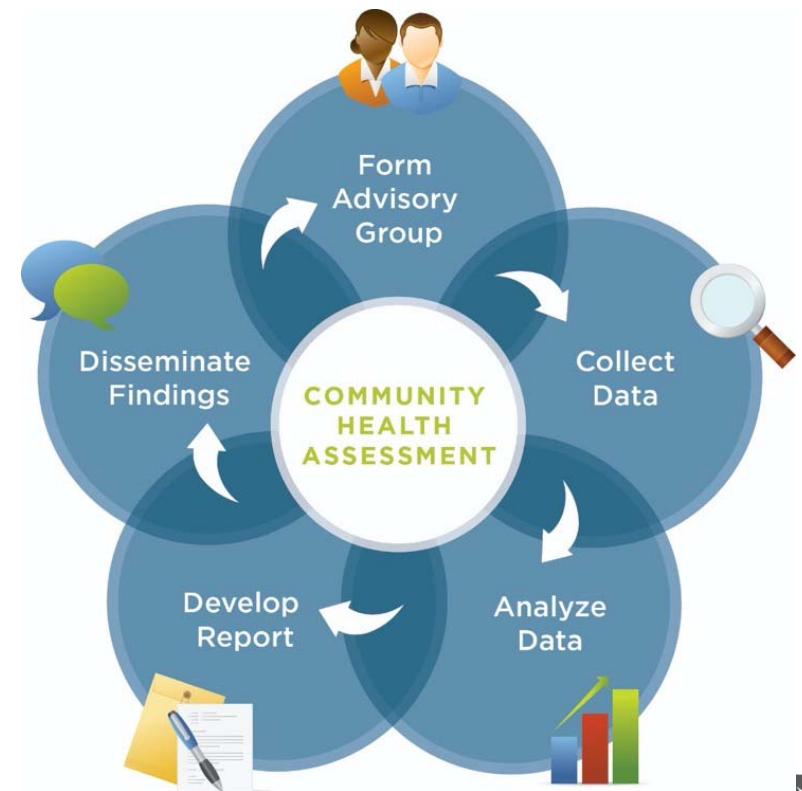 Form
Advisory
Group
Collect
Data
Analyze
Data
Develop
Report
Disseminate
Findings
COMMUNITY
HEALTH
ASSESSMENT